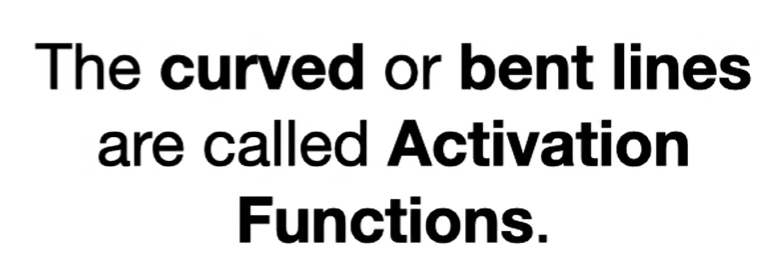 The curved or bent lines
are called Activation
Functions.